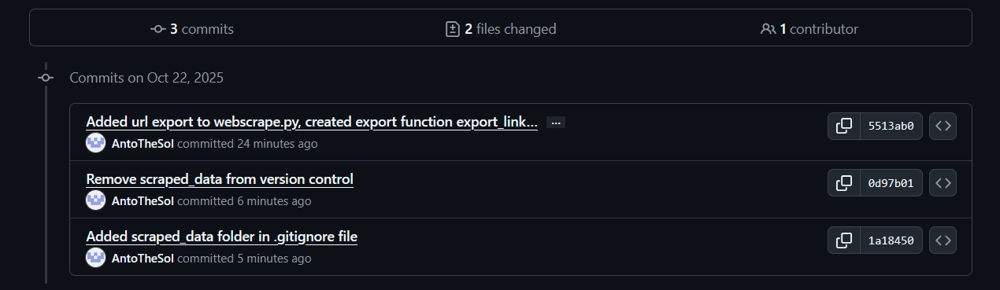 3 commits
2 files changed
1 contributor
Commits on Oct 22, 2025
Added url export to webscrape.py, created export function export_link... ...
5513ab0
AntoTheSol committed 24 minutes ago
Remove scraped_data from version control
0d97b01
AntoTheSol committed 6 minutes ago
Added scraped_data folder in .gitignore file
1a18450
AntoTheSol committed 5 minutes ago